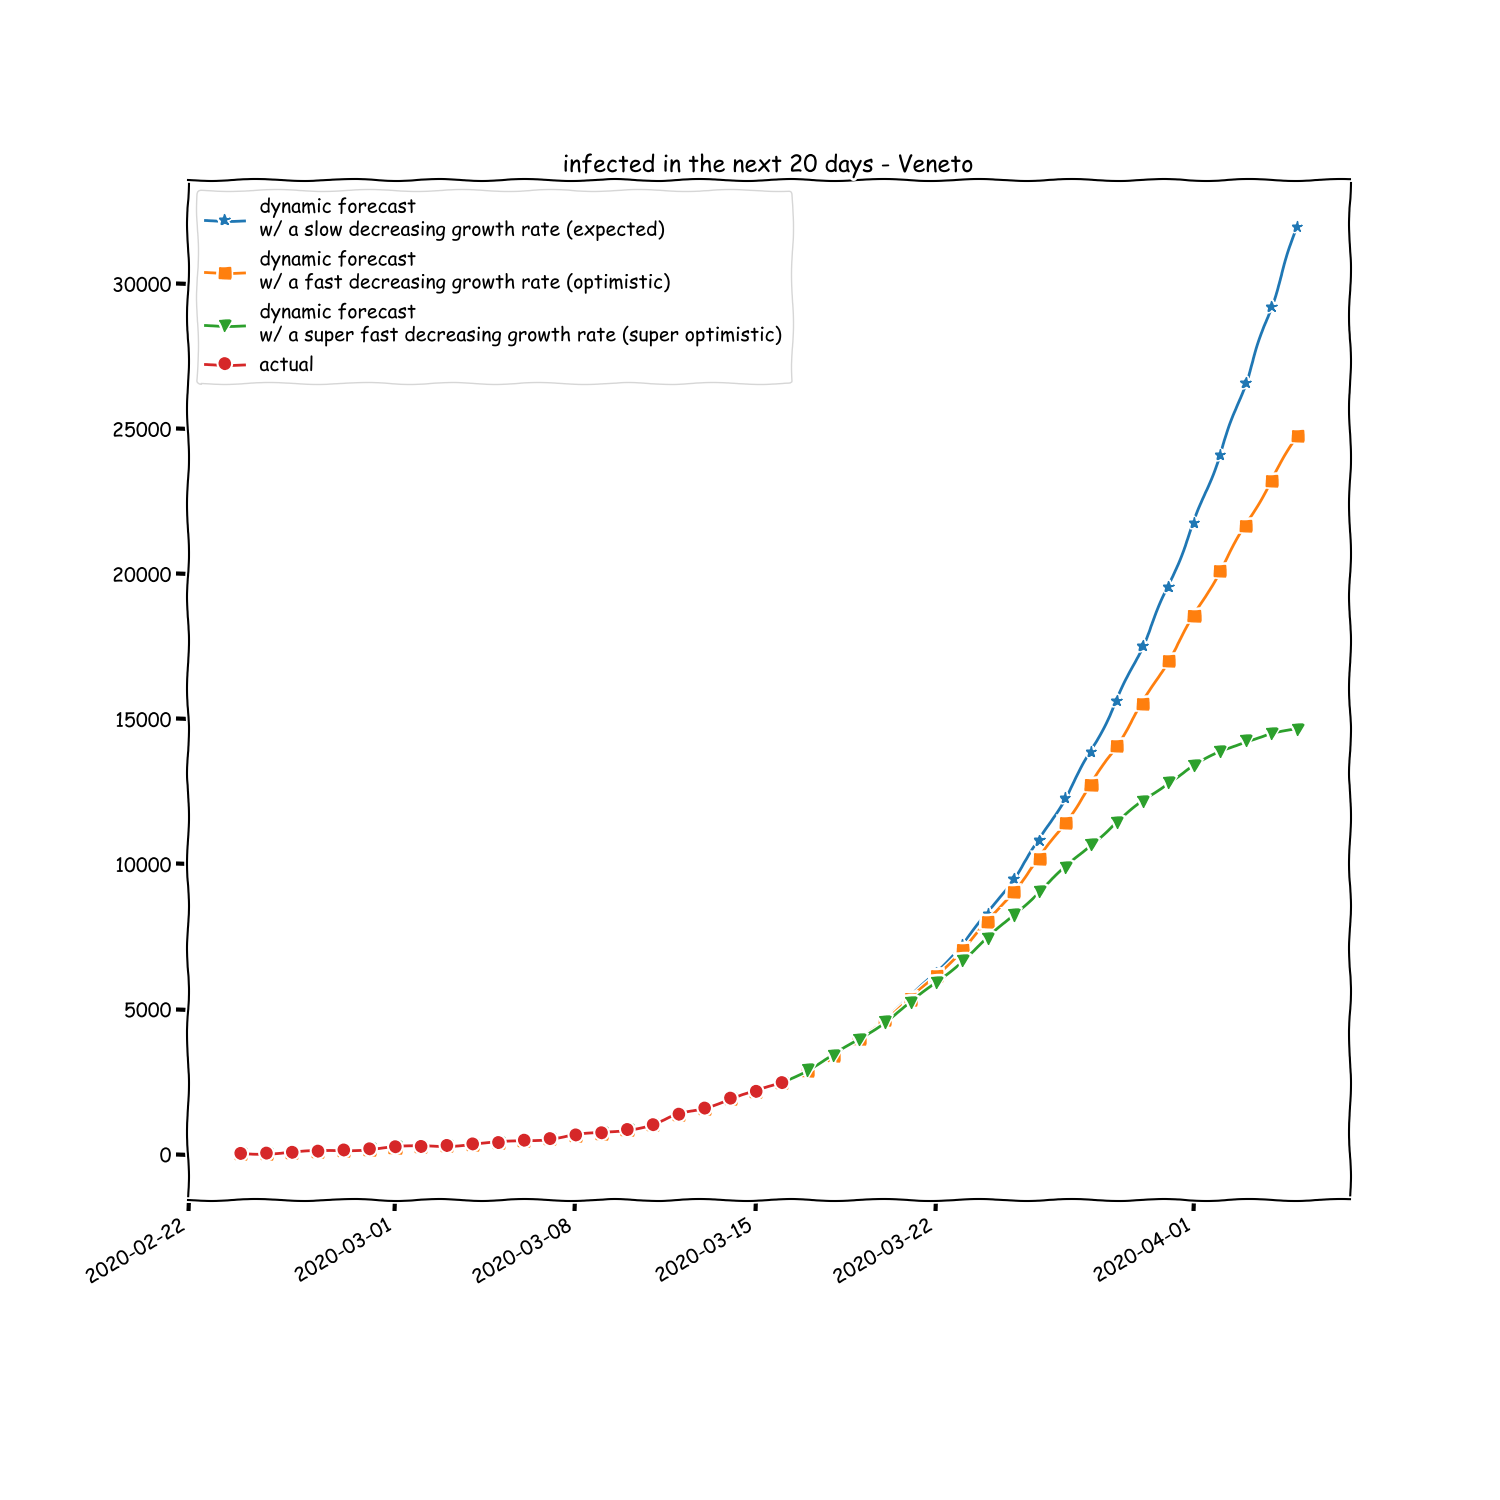 infected in the next 20 days - Veneto
dynamic forecast
w/ a slow decreasing growth rate (expected)
dynamic forecast
w/ a fast decreasing growth rate (optimistic)
dynamic forecast
w/ a super fast decreasing growth rate (super optimistic)
actual
30000
25000
20000
15000
10000
5000
0
2020-02-22
2020-03-01
2020-03-08
2020-03-15
2020-03-22
2020-04-01